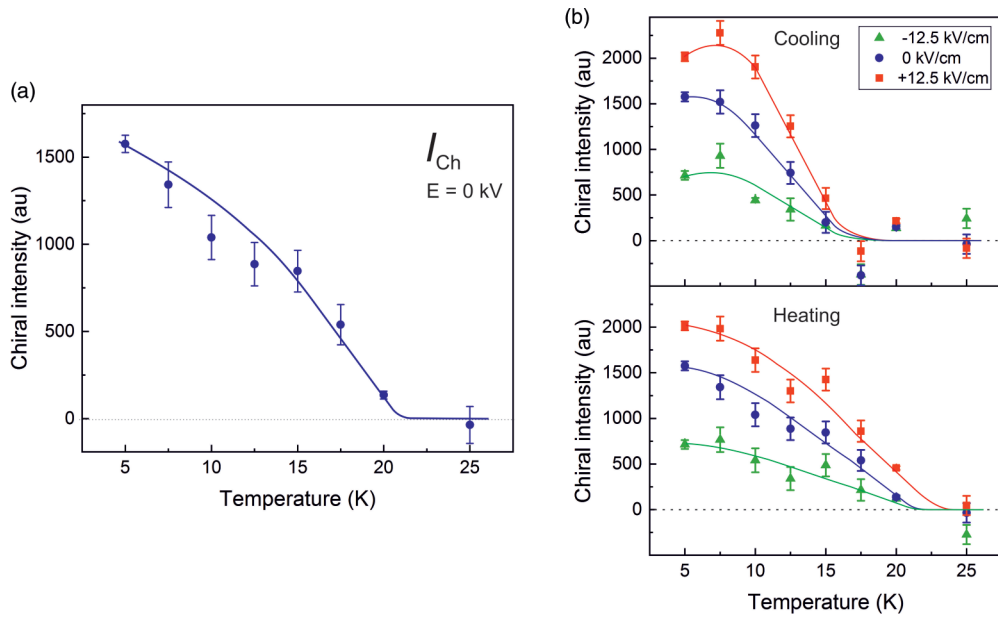 (a)
Chiral intensity (au)
1500
1000
500
0
I Ch
E = 0 kV
5 10 15 20 25
Temperature (K)
(b)
Cooling
-12.5 kV/cm
0 kV/cm
+12.5 kV/cm
Chiral intensity (au)
2000
1500
1000
500
0
Heating
Chiral intensity (au)
2000
1500
1000
500
0
5 10 15 20 25
Temperature (K)